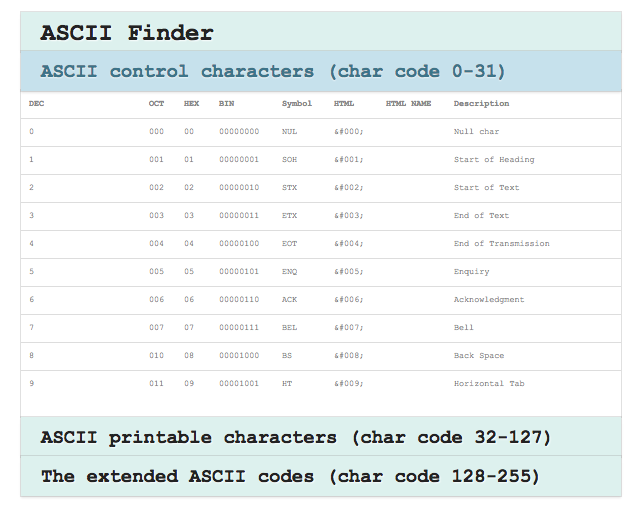 ASCII Finder
ASCII control characters (char code 0-31)
DEC OCT HEX BIN Symbol HTML HTML NAME Description
0 000 00 00000000 NUL &#000; Null char
1 001 01 00000001 SOH &#001; Start of Heading
2 002 02 00000010 STX &#002; Start of Text
3 003 03 00000011 ETX &#003; End of Text
4 004 04 00000100 EOT &#004; End of Transmission
5 005 05 00000101 ENQ &#005; Enquiry
6 006 06 00000110 ACK &#006; Acknowledgment
7 007 07 00000111 BEL &#007; Bell
8 010 08 00001000 BS &#008; Back Space
9 011 09 00001001 HT &#009; Horizontal Tab
ASCII printable characters (char code 32-127)
The extended ASCII codes (char code 128-255)